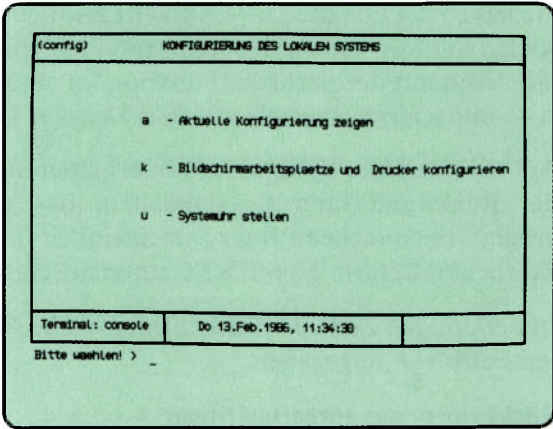 (config) KONFIGURIERUNG DES LOKALEN SYSTEMS
a - Aktuelle Konfigurierung zeigen
k - Bildschirmarbeitsplaetze und Drucker konfigurieren
u - Systemuhr stellen
Terminal: console Do 13.Feb.1986, 11:34:30
Bitte waehlen! > _